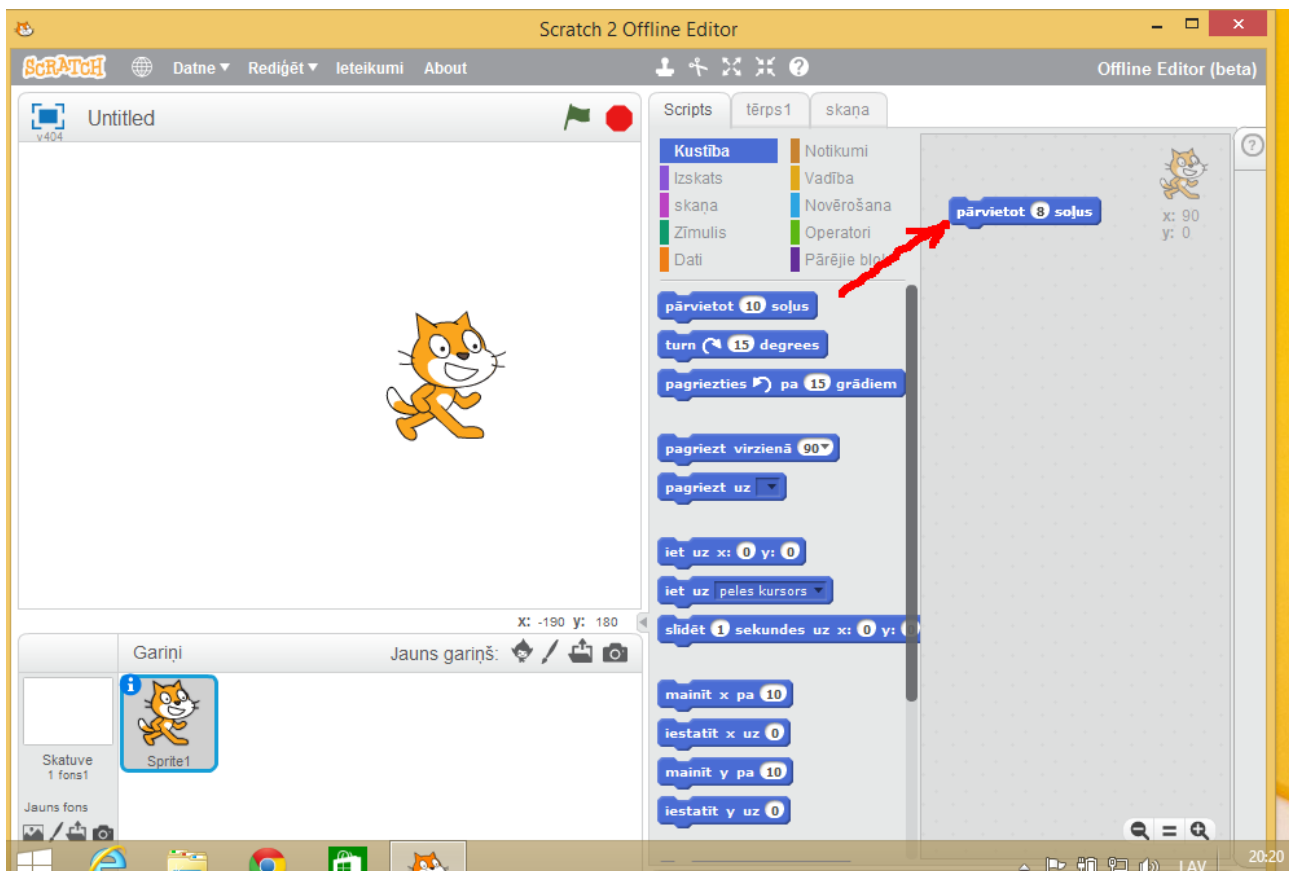 Scratch 2 Offline Editor
SCRATCH Datne Rediģēt Ieteikumi About Offline Editor (beta)
Untitled
v404
Scripts tērps1 skaņa
Kustība Notikumi
Izskats Vadība
skaņa Novērošana
Zīmulis Operatori
Dati Pārējie
pārvietot 10 soļus
turn 15 degrees
pagriezties pa 15 grādiem
pagriezt virzienā 90
pagriezt uz
iet uz x: 0 y: 0
iet uz peles kursors
slīdēt 1 sekundes uz x: 0 y:
mainīt x pa 10
iestatīt x uz 0
mainīt y pa 10
iestatīt y uz 0
pārvietot 8 soļus
x: 90
y: 0
X: -190 y: 180
Gariņi Jauns gariņš:
Skatuve
1 fons1
Sprite1
Jauns fons
LAV 20:20